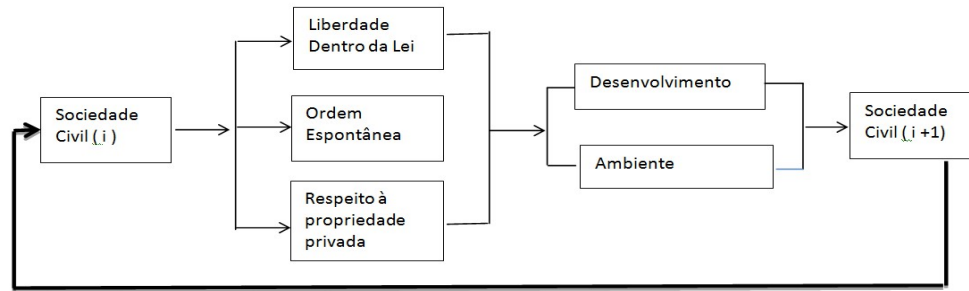 Sociedade
Civil ( i )
Liberdade
Dentro da Lei
Ordem
Espontânea
Respeito à
propriedade
privada
Desenvolvimento
Ambiente
Sociedade
Civil ( i +1)